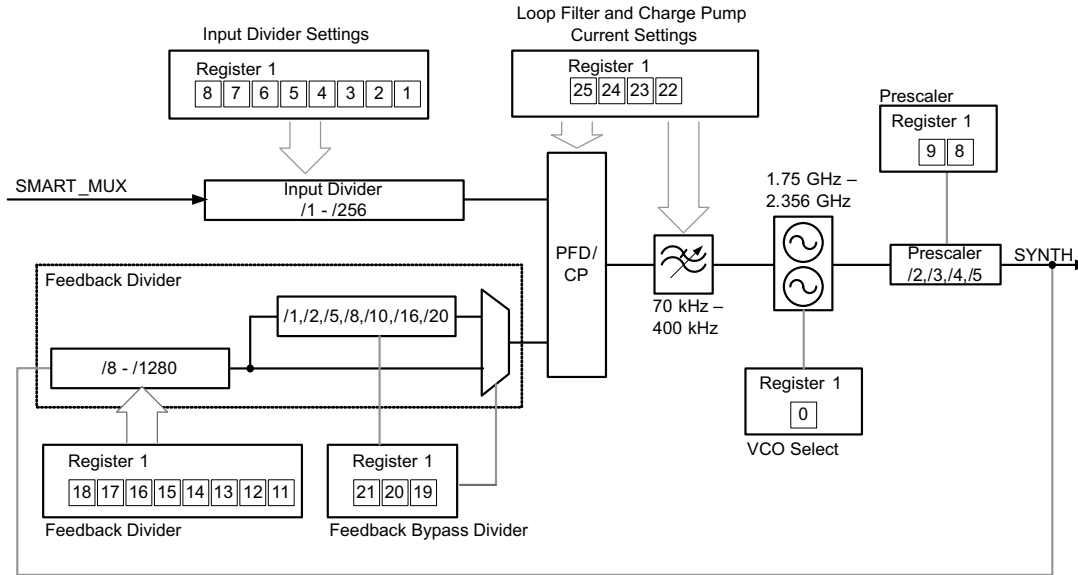 Input Divider Settings
Register 1
8 7 6 5 4 3 2 1
Loop Filter and Charge Pump
Current Settings
Register 1
25 24 23 22
Prescaler
Register 1
9 8
SMART_MUX
Input Divider
/1 - /256
PFD/
CP
70 kHz –
400 kHz
1.75 GHz –
2.356 GHz
Prescaler
/2,/3,/4,/5
SYNTH
Feedback Divider
/1,/2,/5,/8,/10,/16,/20
/8 - /1280
Register 1
0
VCO Select
Register 1
18 17 16 15 14 13 12 11
Feedback Divider
Register 1
21 20 19
Feedback Bypass Divider